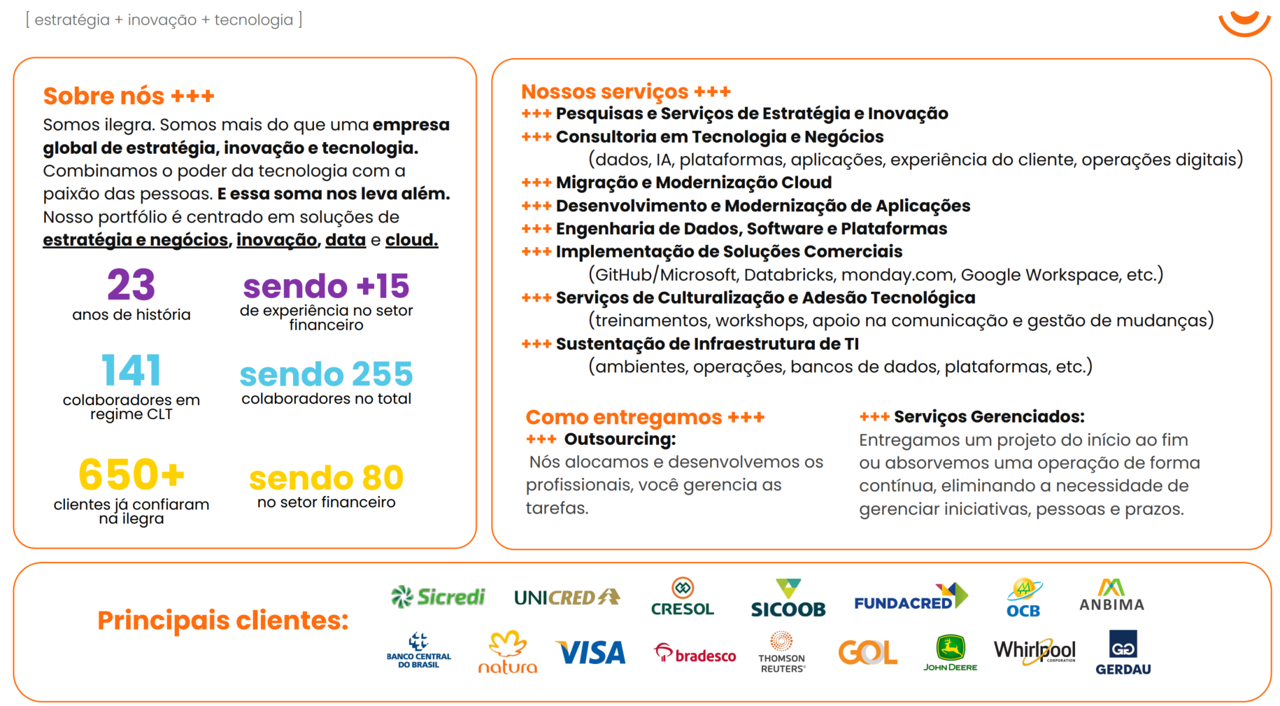 [ estratégia + inovação + tecnologia ]
Sobre nós +++
Somos ilegra. Somos mais do que uma empresa
global de estratégia, inovação e tecnologia.
Combinamos o poder da tecnologia com a
paixão das pessoas. E essa soma nos leva além.
Nosso portfólio é centrado em soluções de
estratégia e negócios, inovação, data e cloud.
23
anos de história
sendo +15
de experiência no setor
financeiro
141
colaboradores em
regime CLT
sendo 255
colaboradores no total
650+
clientes já confiaram
na ilegra
sendo 80
no setor financeiro
Nossos serviços +++
+++ Pesquisas e Serviços de Estratégia e Inovação
+++ Consultoria em Tecnologia e Negócios
(dados, IA, plataformas, aplicações, experiência do cliente, operações digitais)
+++ Migração e Modernização Cloud
+++ Desenvolvimento e Modernização de Aplicações
+++ Engenharia de Dados, Software e Plataformas
+++ Implementação de Soluções Comerciais
(GitHub/Microsoft, Databricks, monday.com, Google Workspace, etc.)
+++ Serviços de Culturalização e Adesão Tecnológica
(treinamentos, workshops, apoio na comunicação e gestão de mudanças)
+++ Sustentação de Infraestrutura de TI
(ambientes, operações, bancos de dados, plataformas, etc.)
Como entregamos +++
+++ Outsourcing:
Nós alocamos e desenvolvemos os
profissionais, você gerencia as
tarefas.
+++ Serviços Gerenciados:
Entregamos um projeto do início ao fim
ou absorvemos uma operação de forma
contínua, eliminando a necessidade de
gerenciar iniciativas, pessoas e prazos.
Principais clientes:
Sicredi
UNICRED
CRESOL
SICOOB
FUNDACRED
OCB
ANBIMA
BANCO CENTRAL
DO BRASIL
natura
VISA
bradesco
THOMSON
REUTERS®
GOL
JOHN DEERE
Whirlpool
CORPORATION
GG
GERDAU